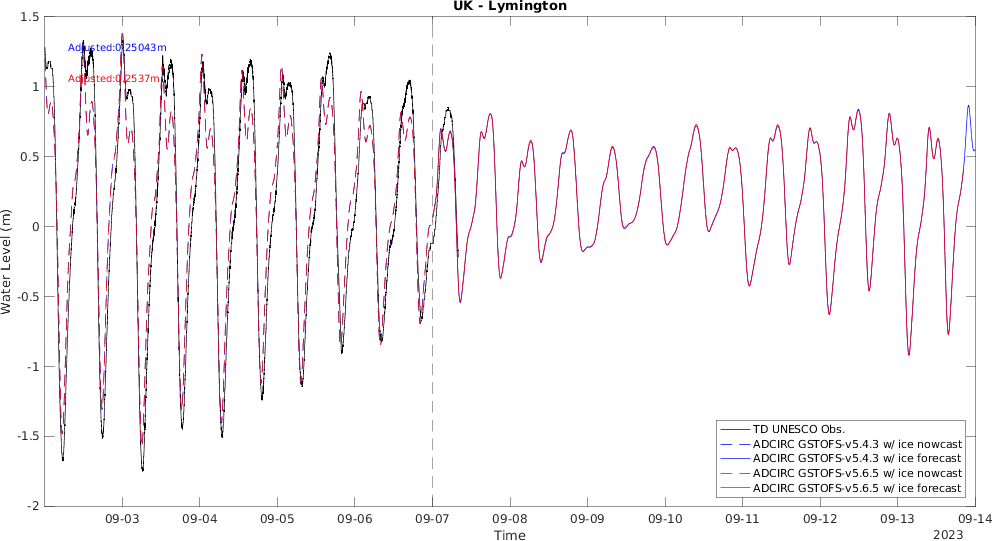 UK - Lymington
1.5
1
0.5
0
-0.5
-1
-1.5
-2
Water Level (m)
Adjusted:0.25043m
Adjusted:0.2537m
TD UNESCO Obs.
ADCIRC GSTOFS-v5.4.3 w/ ice nowcast
ADCIRC GSTOFS-v5.4.3 w/ ice forecast
ADCIRC GSTOFS-v5.6.5 w/ ice nowcast
ADCIRC GSTOFS-v5.6.5 w/ ice forecast
09-03 09-04 09-05 09-06 09-07 09-08 09-09 09-10 09-11 09-12 09-13 09-14
Time
2023